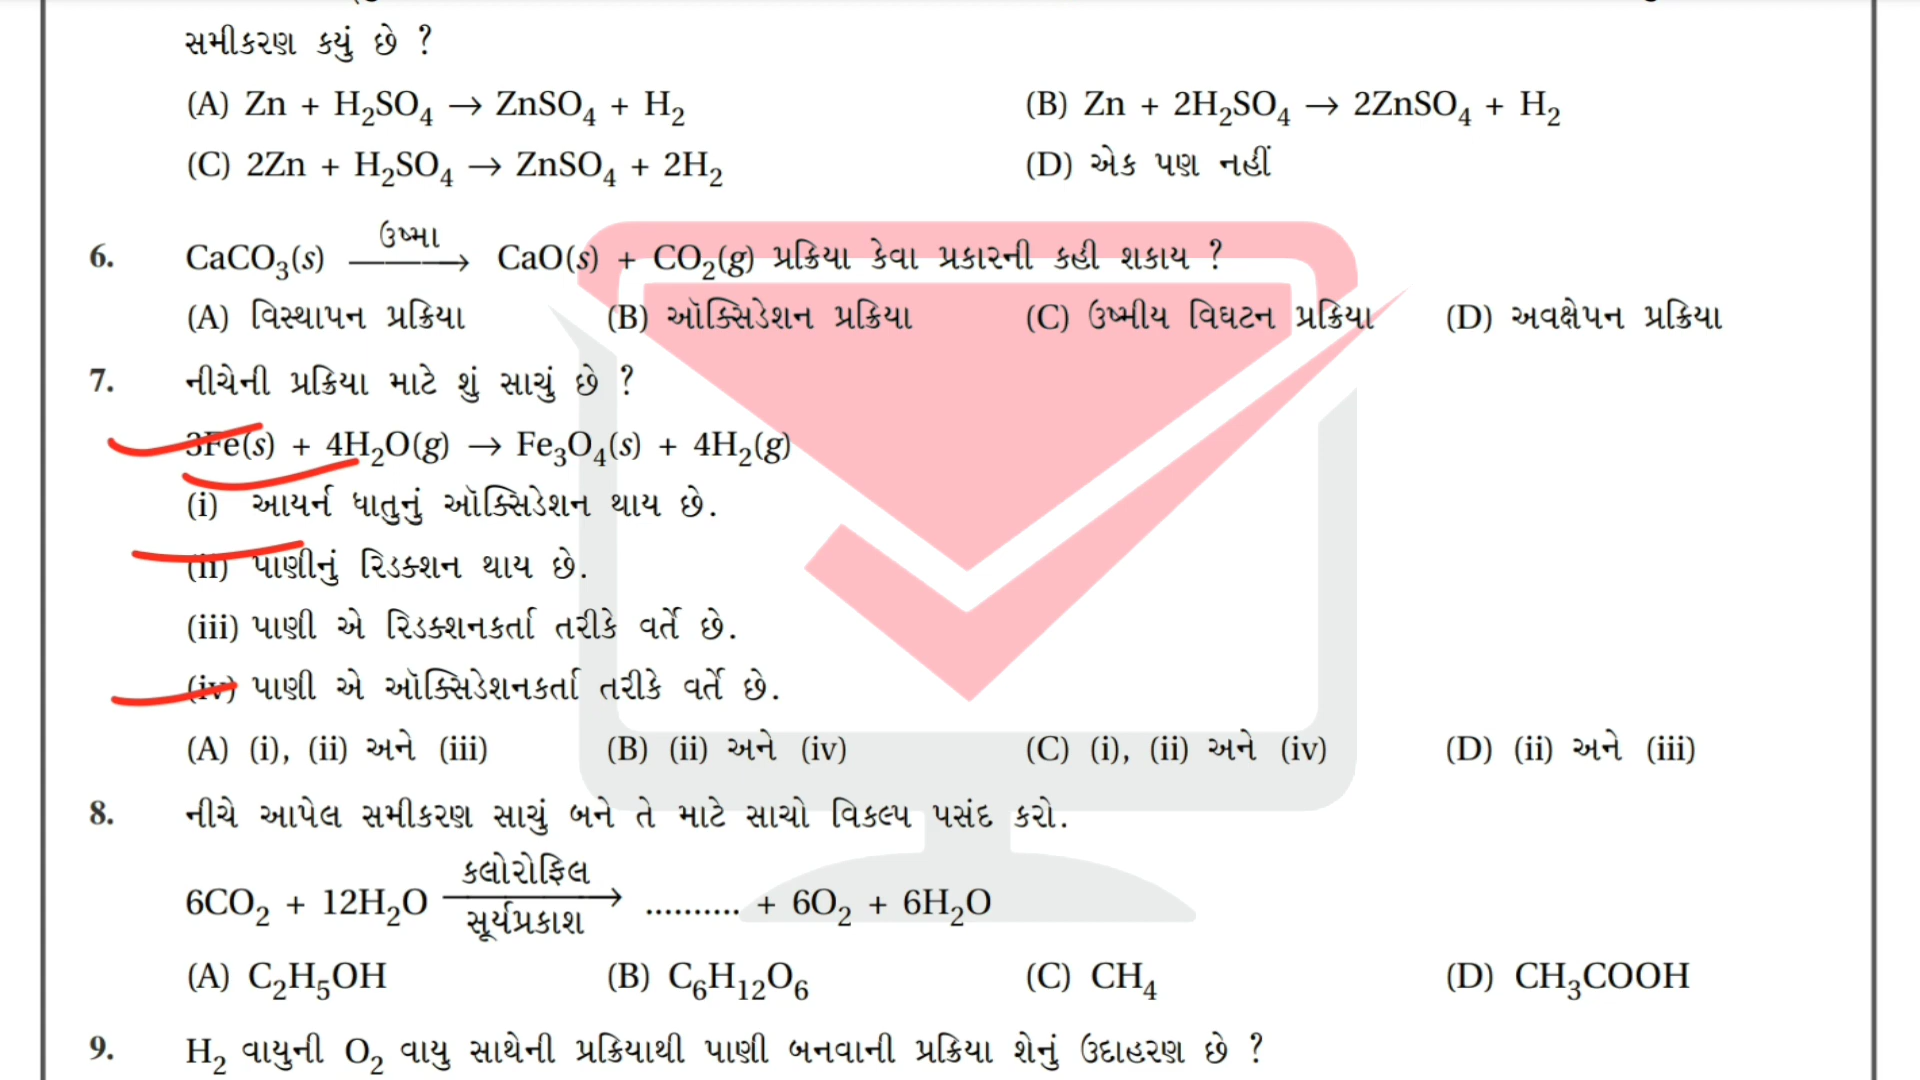 સમીકરણ કયું છે ?
(A) Zn + H₂SO₄ → ZnSO₄ + H₂ (B) Zn + 2H₂SO₄ → 2ZnSO₄ + H₂
(C) 2Zn + H₂SO₄ → ZnSO₄ + 2H₂ (D) એક પણ નહીં
6. CaCO₃(s) ઉષ્મા → CaO(s) + CO₂(g) પ્રક્રિયા કેવા પ્રકારની કહી શકાય ?
(A) વિસ્થાપન પ્રક્રિયા (B) ઑક્સિડેશન પ્રક્રિયા (C) ઉષ્મીય વિઘટન પ્રક્રિયા (D) અવક્ષેપન પ્રક્રિયા
7. નીચેની પ્રક્રિયા માટે શું સાચું છે ?
3Fe(s) + 4H₂O(g) → Fe₃O₄(s) + 4H₂(g)
(i) આયર્ન ધાતુનું ઑક્સિડેશન થાય છે.
(ii) પાણીનું રિડક્શન થાય છે.
(iii) પાણી એ રિડક્શનકર્તા તરીકે વર્તે છે.
(iv) પાણી એ ઑક્સિડેશનકર્તા તરીકે વર્તે છે.
(A) (i), (ii) અને (iii) (B) (ii) અને (iv) (C) (i), (ii) અને (iv) (D) (ii) અને (iii)
8. નીચે આપેલ સમીકરણ સાચું બને તે માટે સાચો વિકલ્પ પસંદ કરો.
6CO₂ + 12H₂O ક્લોરોફિલ → સૂર્યપ્રકાશ .......... + 6O₂ + 6H₂O
(A) C₂H₅OH (B) C₆H₁₂O₆ (C) CH₄ (D) CH₃COOH
9. H₂ વાયુની O₂ વાયુ સાથેની પ્રક્રિયાથી પાણી બનવાની પ્રક્રિયા શેનું ઉદાહરણ છે ?